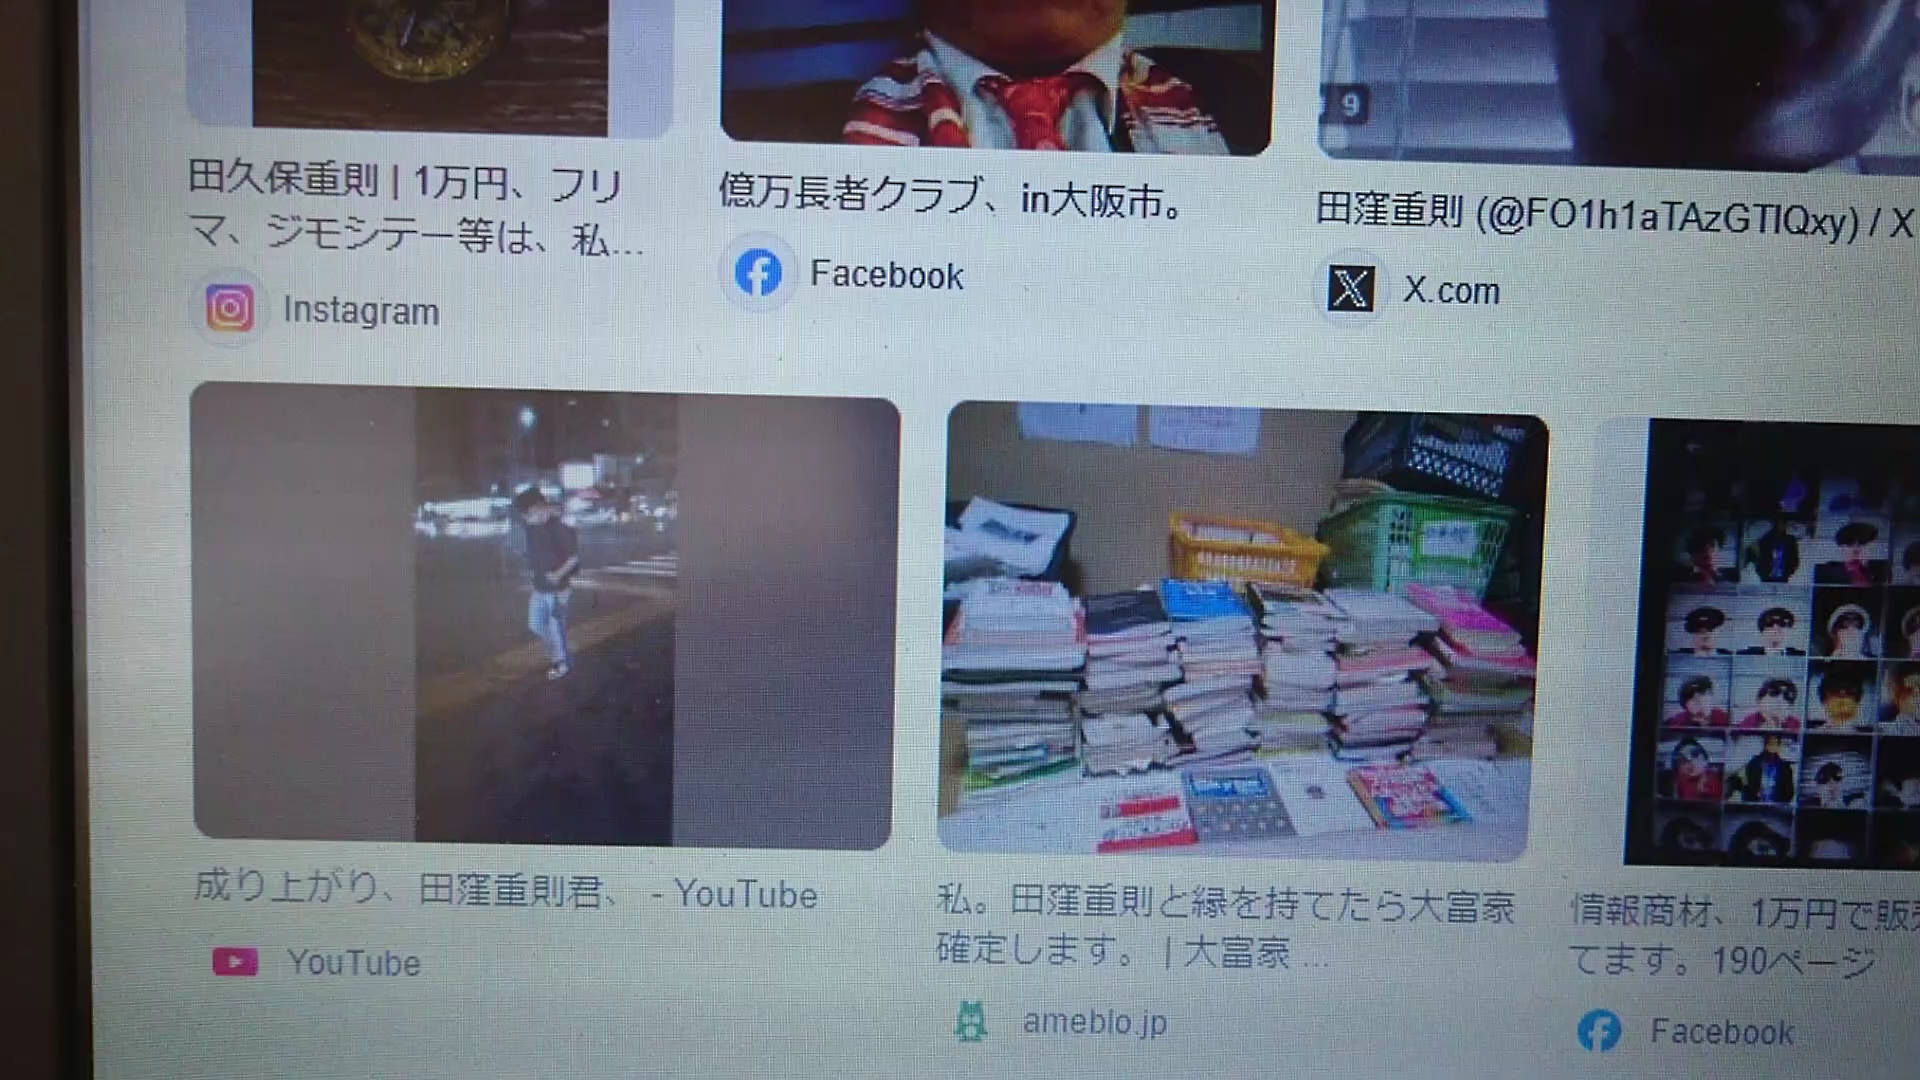 9
田久保重則 | 1万円、フリ
マ、ジモシテー等は、私...
Instagram
億万長者クラブ、in大阪市。
Facebook
田窪重則 (@FO1h1aTAzGTIQxy) / X
X.com
成り上がり、田窪重則君、 - YouTube
YouTube
私。田窪重則と縁を持てたら大富豪
確定します。 | 大富豪 ...
ameblo.jp
情報商材、1万円で販売
てます。190ページ
Facebook